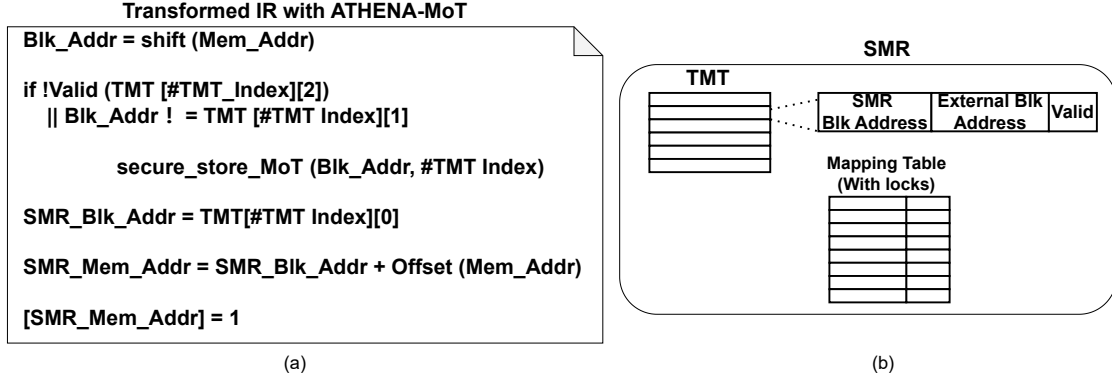 Transformed IR with ATHENA-MoT
Blk_Addr = shift (Mem_Addr)
if !Valid (TMT [#TMT_Index][2])
|| Blk_Addr ! = TMT [#TMT Index][1]
secure_store_MoT (Blk_Addr, #TMT Index)
SMR_Blk_Addr = TMT[#TMT Index][0]
SMR_Mem_Addr = SMR_Blk_Addr + Offset (Mem_Addr)
[SMR_Mem_Addr] = 1
(a)
SMR
TMT
SMR
Blk Address
External Blk
Address
Valid
Mapping Table
(With locks)
(b)